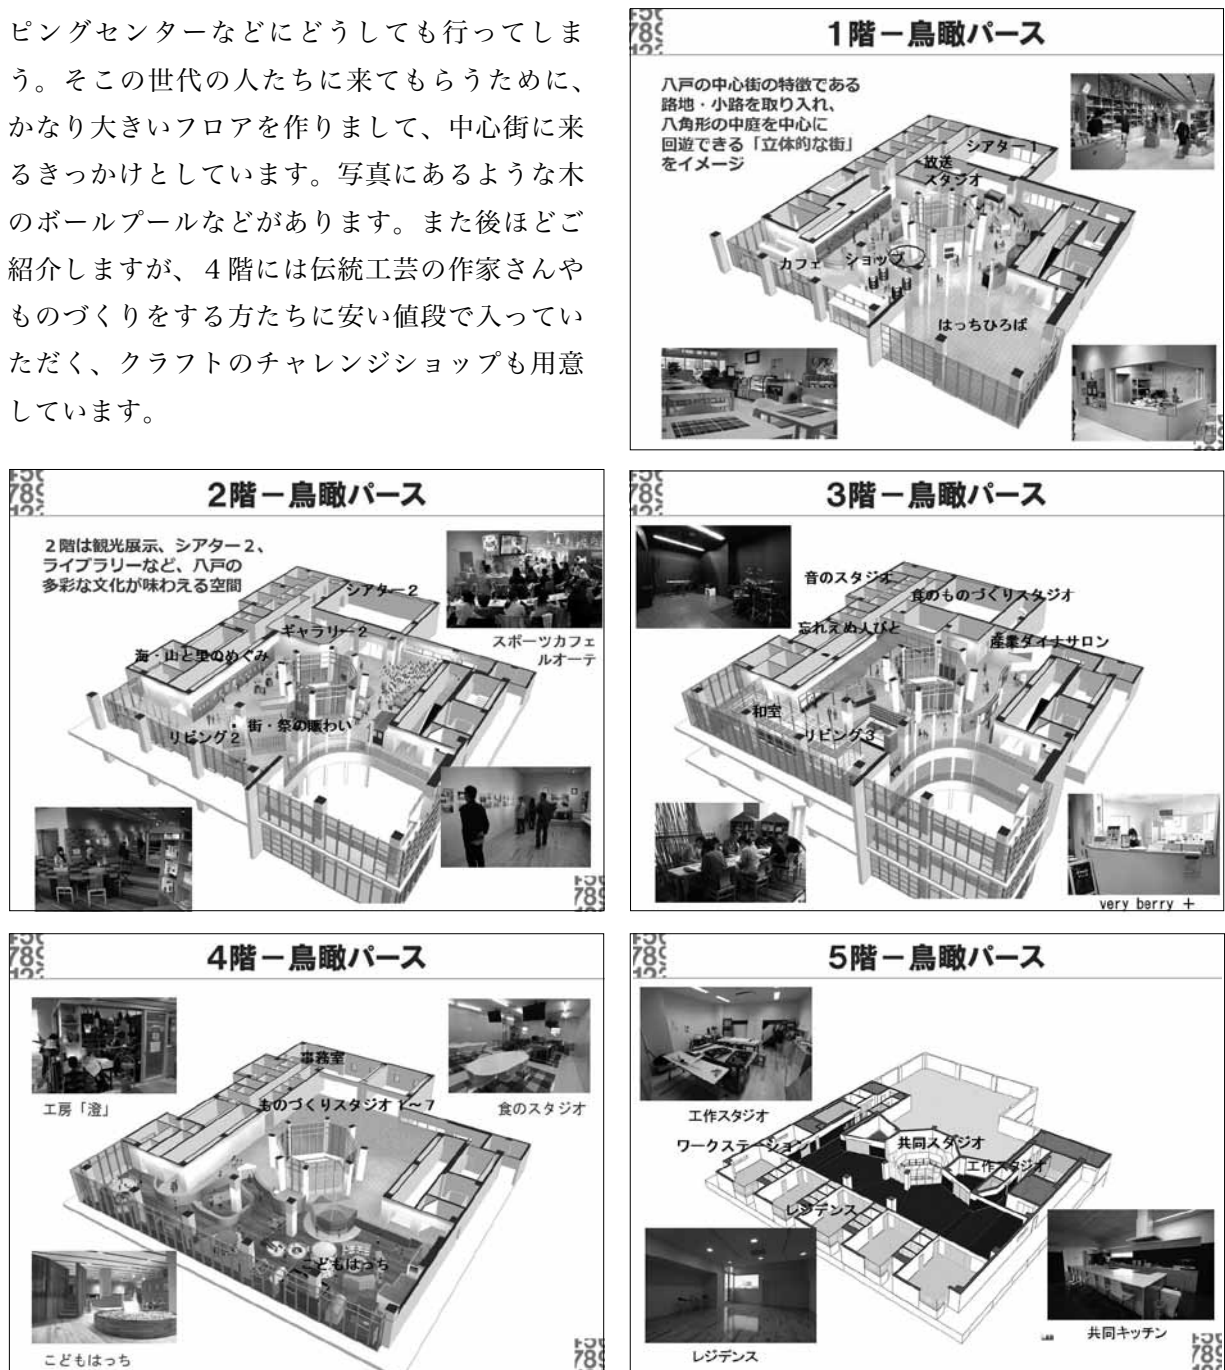 ピングセンターなどにどうしても行ってしま
う。そこの世代の人たちに来てもらうために、
かなり大きいフロアを作りまして、中心街に来
るきっかけとしています。写真にあるような木
のボールプールなどがあります。また後ほどご
紹介しますが、４階には伝統工芸の作家さんや
ものづくりをする方たちに安い値段で入ってい
ただく、クラフトのチャレンジショップも用意
しています。
1階－鳥瞰パース
八戸の中心街の特徴である
路地・小路を取り入れ、
八角形の中庭を中心に
回遊できる「立体的な街」
をイメージ
シアター1
放送
スタジオ
カフェ
ショップ
はっちひろば
2階－鳥瞰パース
２階は観光展示、シアター２、
ライブラリーなど、八戸の
多彩な文化が味わえる空間
シアター2
ギャラリー2
海・山と里のめぐみ
街・祭の賑わい
リビング2
スポーツカフェ
ルオーテ
3階－鳥瞰パース
音のスタジオ
食のものづくりスタジオ
忘れえぬ人びと
産業ダイナサロン
和室
リビング3
very berry ＋
4階－鳥瞰パース
工房「澄」
事務室
ものづくりスタジオ1～7
食のスタジオ
こどもはっち
こどもはっち
5階－鳥瞰パース
工作スタジオ
ワークステーション
共同スタジオ
工作スタジオ
レジデンス
レジデンス
共同キッチン